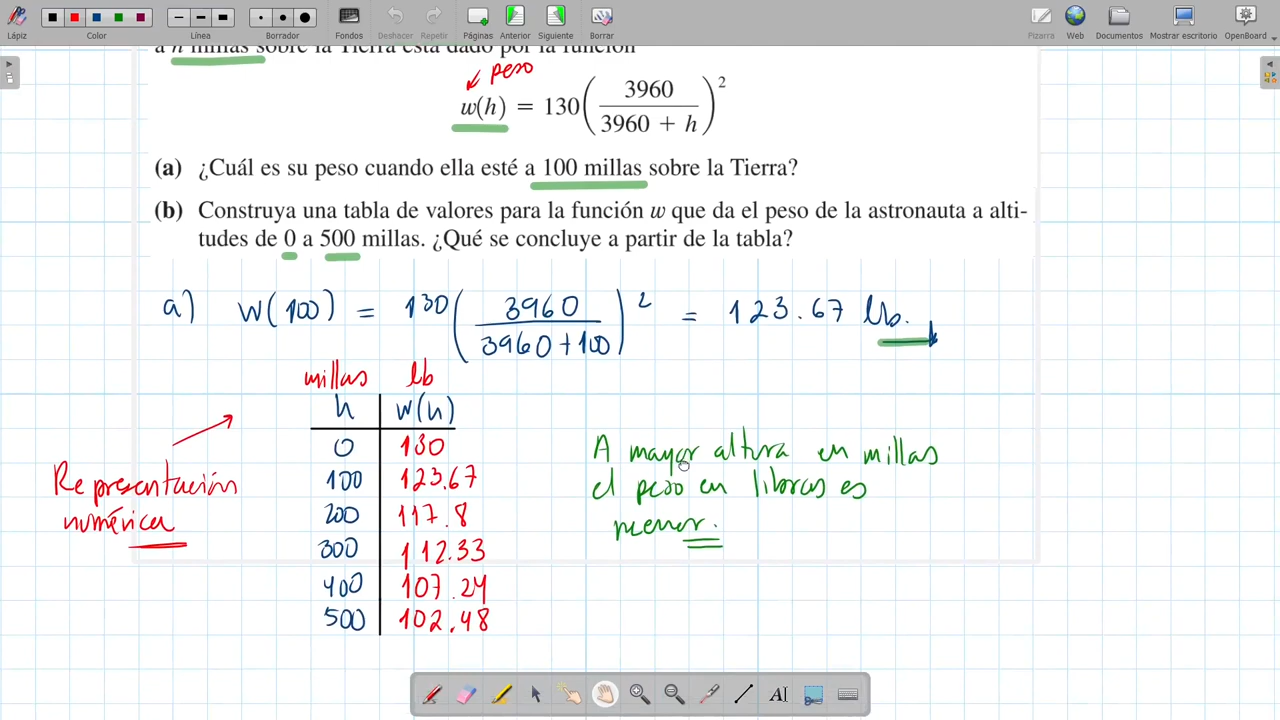 Lápiz
Color
Línea
Borrador
Fondos
Deshacer
Repetir
Páginas
Anterior
Siguiente
Borrar
Pizarra
Web
Documentos
Mostrar escritorio
OpenBoard
a h millas sobre la Tierra está dado por la función
peso
w(h) = 130(3960 / 3960 + h)²
(a) ¿Cuál es su peso cuando ella esté a 100 millas sobre la Tierra?
(b) Construya una tabla de valores para la función w que da el peso de la astronauta a alti-
tudes de 0 a 500 millas. ¿Qué se concluye a partir de la tabla?
a) W(100) = 130(3960 / 3960+100)² = 123.67 lb.
millas lb
h W(h)
0 130
100 123.67
200 117.8
300 112.33
400 107.24
500 102.48
Representación
numérica
A mayor altura en millas
el peso en libras es
menor.
AI